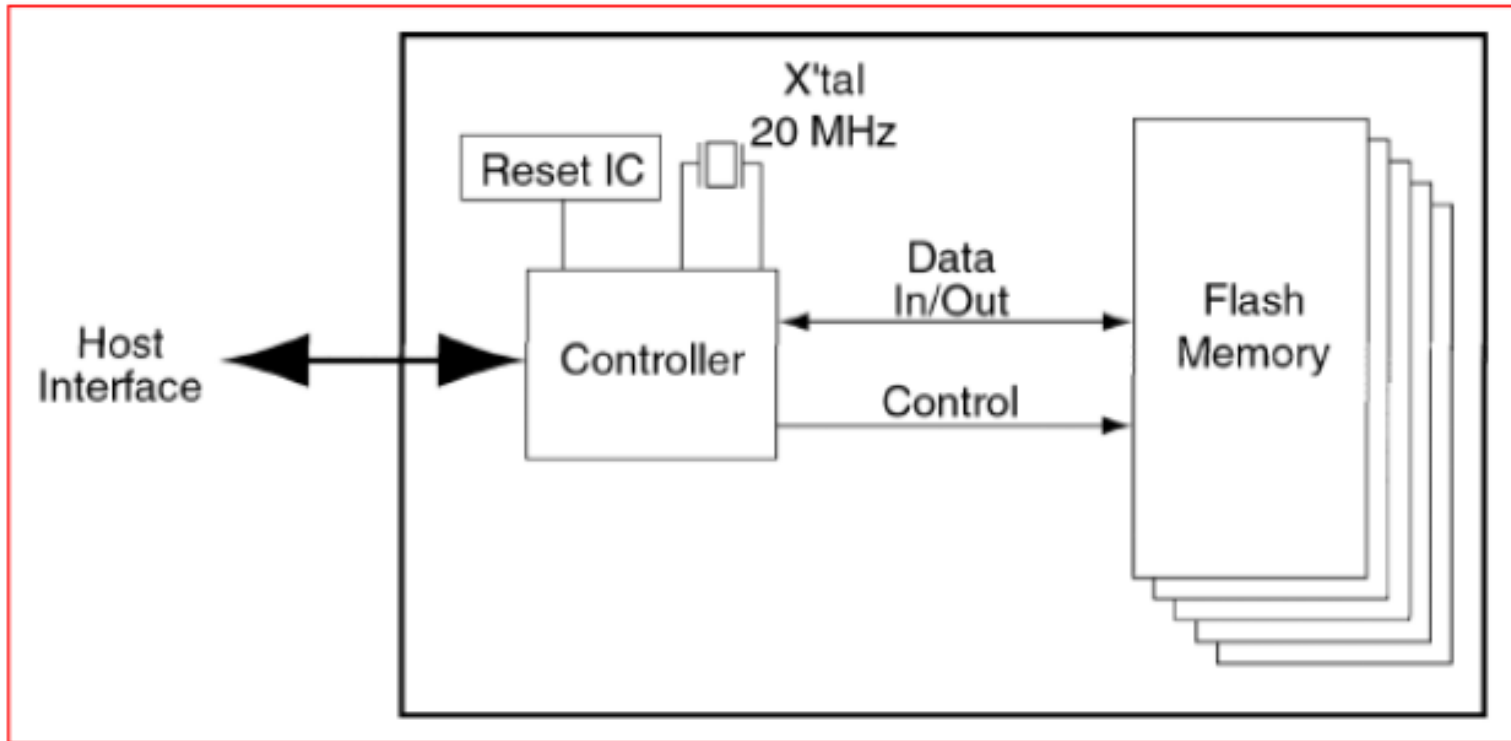 X'tal
20 MHz
Reset IC
Data
In/Out
Flash
Memory
Host
Interface
Controller
Control